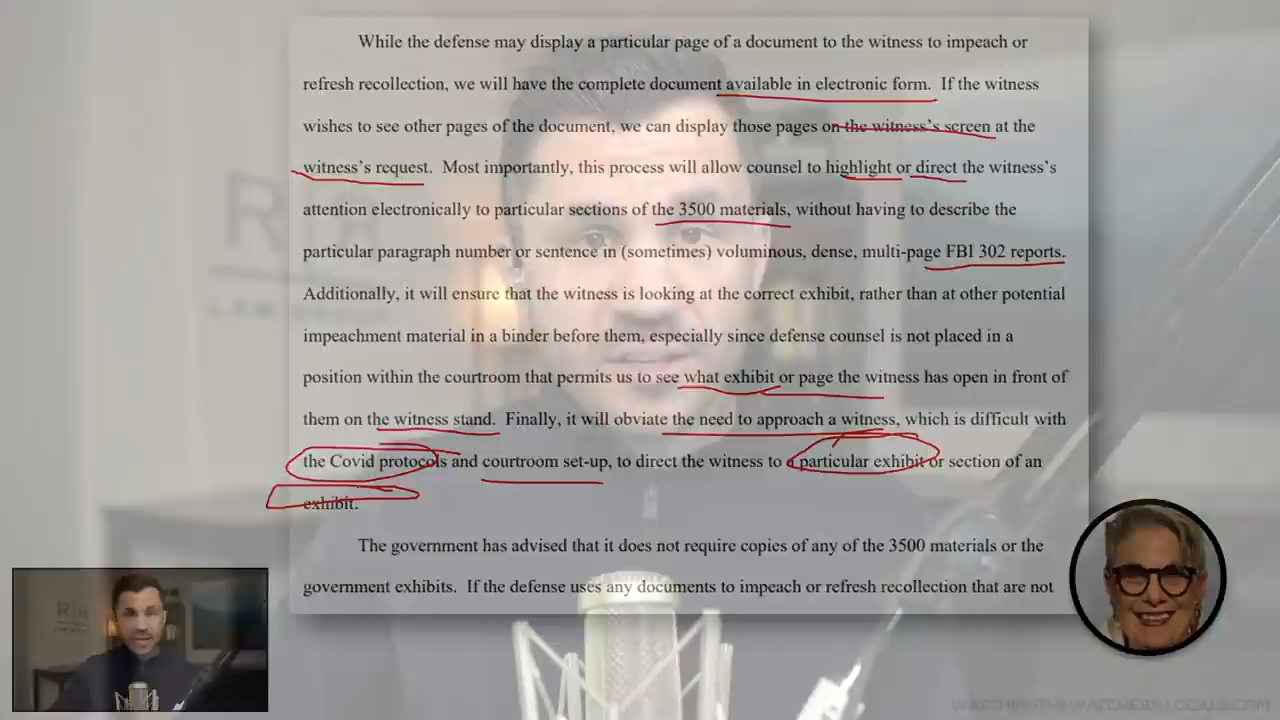 While the defense may display a particular page of a document to the witness to impeach or
refresh recollection, we will have the complete document available in electronic form. If the witness
wishes to see other pages of the document, we can display those pages on the witness's screen at the
witness's request. Most importantly, this process will allow counsel to highlight or direct the witness's
attention electronically to particular sections of the 3500 materials, without having to describe the
particular paragraph number or sentence in (sometimes) voluminous, dense, multi-page FBI 302 reports.
Additionally, it will ensure that the witness is looking at the correct exhibit, rather than at other potential
impeachment material in a binder before them, especially since defense counsel is not placed in a
position within the courtroom that permits us to see what exhibit or page the witness has open in front of
them on the witness stand. Finally, it will obviate the need to approach a witness, which is difficult with
the Covid protocols and courtroom set-up, to direct the witness to a particular exhibit or section of an
exhibit.
The government has advised that it does not require copies of any of the 3500 materials or the
government exhibits. If the defense uses any documents to impeach or refresh recollection that are not
WATCHINGTHEWATCHERS.LOCALS.COM